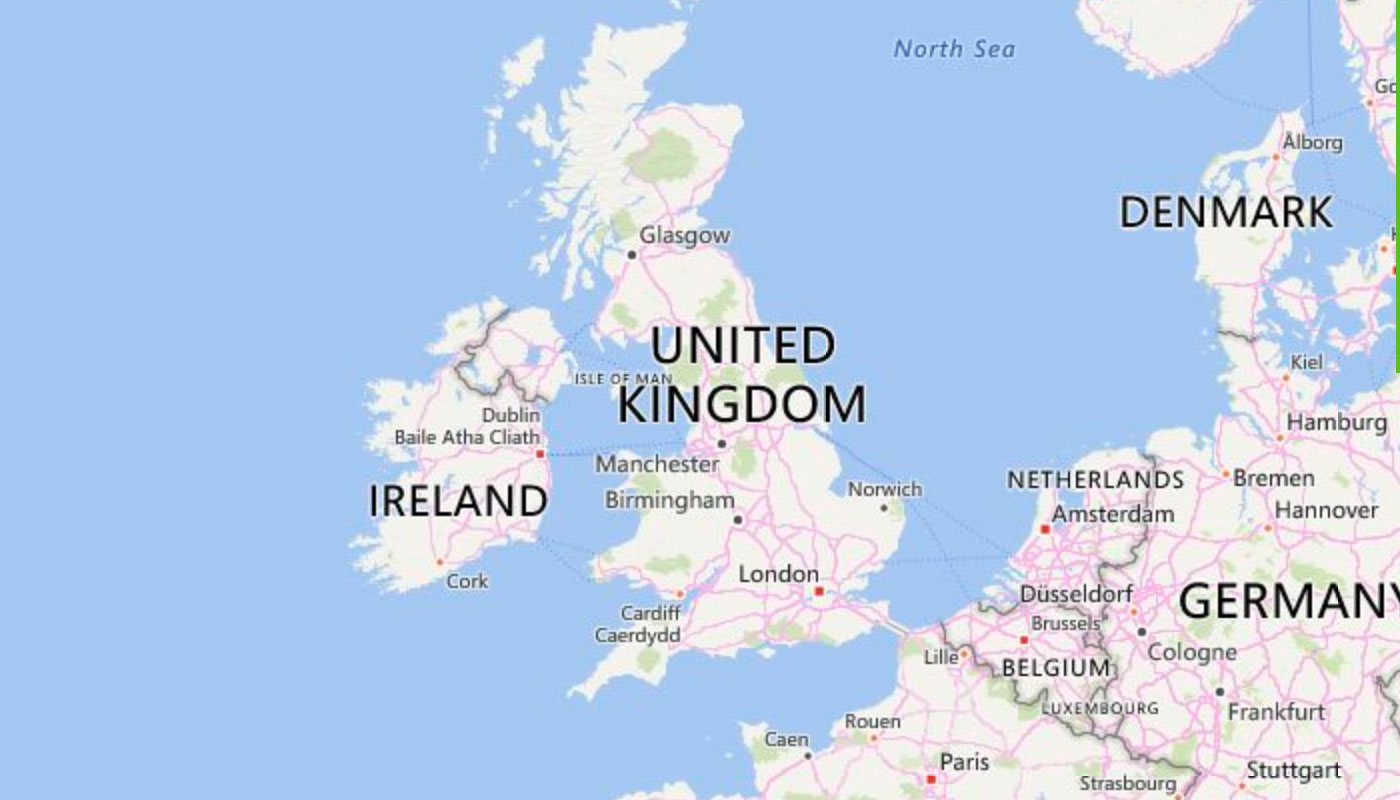 North Sea
Ålborg
DENMARK
Glasgow
UNITED
KINGDOM
ISLE OF MAN
Kiel
Dublin
Baile Atha Cliath
Hamburg
Manchester
NETHERLANDS
Bremen
IRELAND
Birmingham
Norwich
Amsterdam
Hannover
Cork
London
Düsseldorf
GERMANY
Cardiff
Caerdydd
Brussels
Lille
BELGIUM
Cologne
LUXEMBOURG
Frankfurt
Rouen
Caen
Paris
Stuttgart
Strasbourg